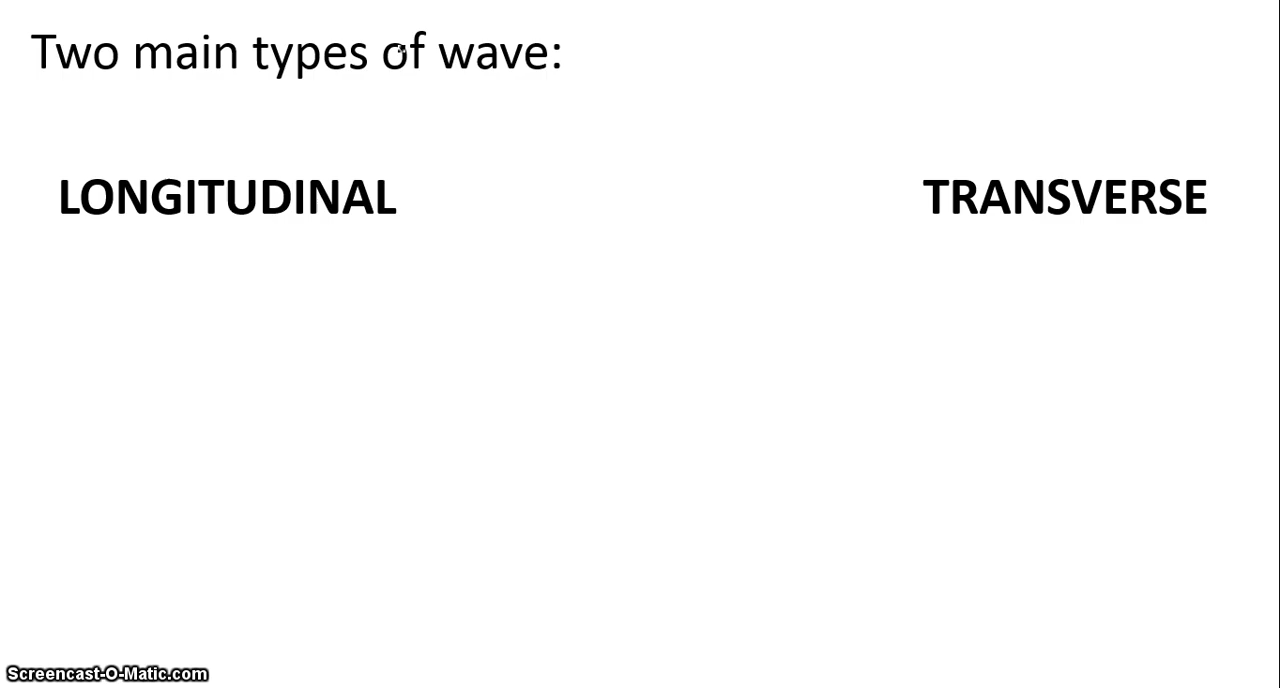 Two main types of wave:
LONGITUDINAL
TRANSVERSE
Screencast-O-Matic.com